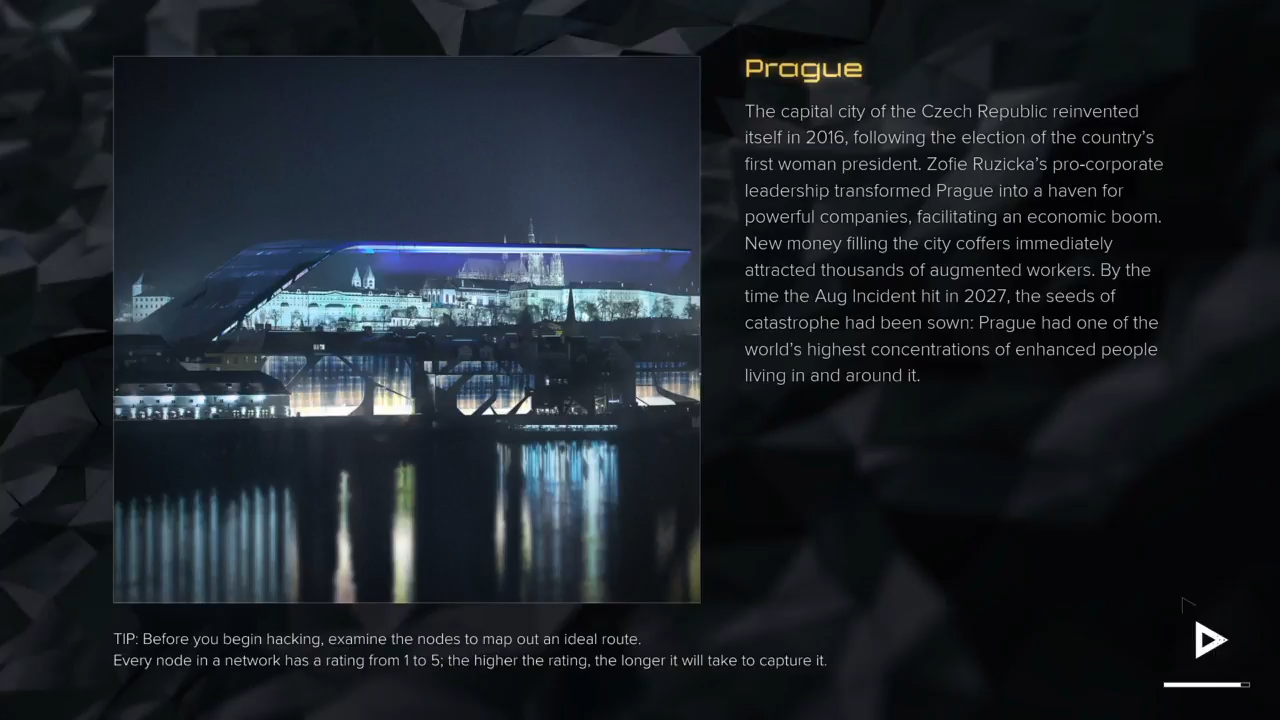 Prague
The capital city of the Czech Republic reinvented
itself in 2016, following the election of the country's
first woman president. Zofie Ruzicka's pro-corporate
leadership transformed Prague into a haven for
powerful companies, facilitating an economic boom.
New money filling the city coffers immediately
attracted thousands of augmented workers. By the
time the Aug Incident hit in 2027, the seeds of
catastrophe had been sown: Prague had one of the
world's highest concentrations of enhanced people
living in and around it.
TIP: Before you begin hacking, examine the nodes to map out an ideal route.
Every node in a network has a rating from 1 to 5; the higher the rating, the longer it will take to capture it.